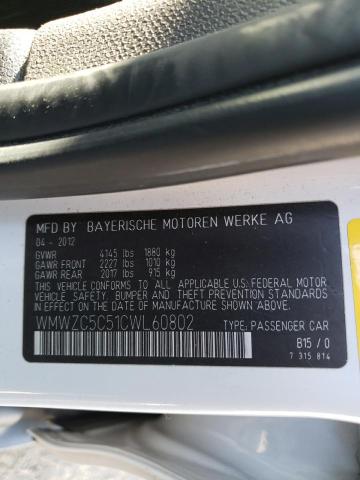 MFD BY BAYERISCHE MOTOREN WERKE AG
04 - 2012
GVWR 4145 lbs 1880 kg
GAWR FRONT 2227 lbs 1010 kg
GAWR REAR 2017 lbs 915 kg
THIS VEHICLE CONFORMS TO ALL APPLICABLE U.S. FEDERAL MOTOR
VEHICLE SAFETY, BUMPER, AND THEFT PREVENTION STANDARDS
IN EFFECT ON THE DATE OF MANUFACTURE SHOWN ABOVE.
WMWZC5C51CWL60802 TYPE: PASSENGER CAR
B15 / 0
7 315 814